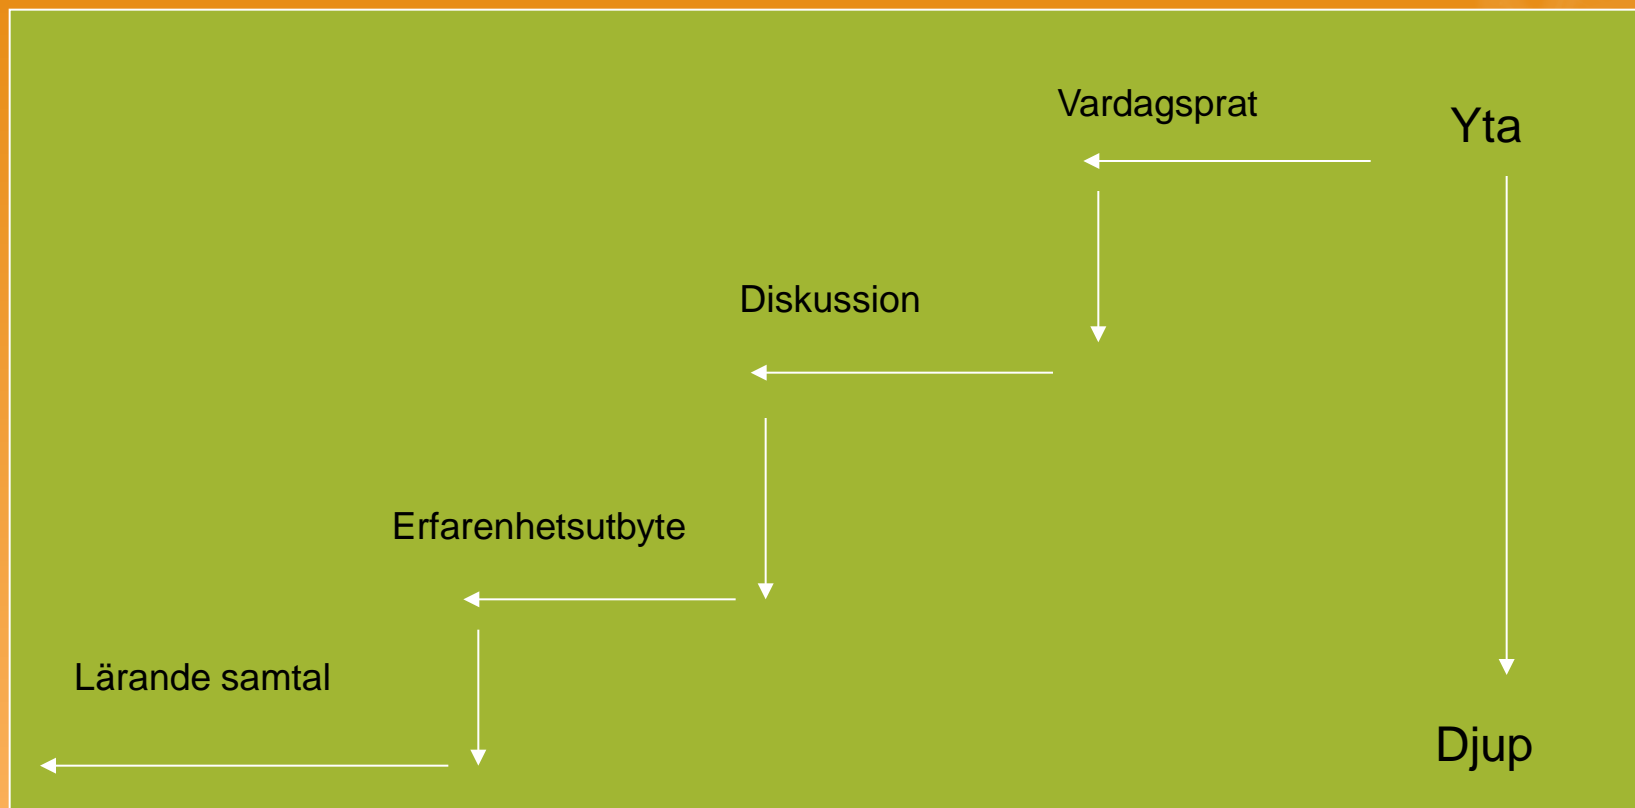 Vardagsprat
Yta
Diskussion
Erfarenhetsutbyte
Lärande samtal
Djup